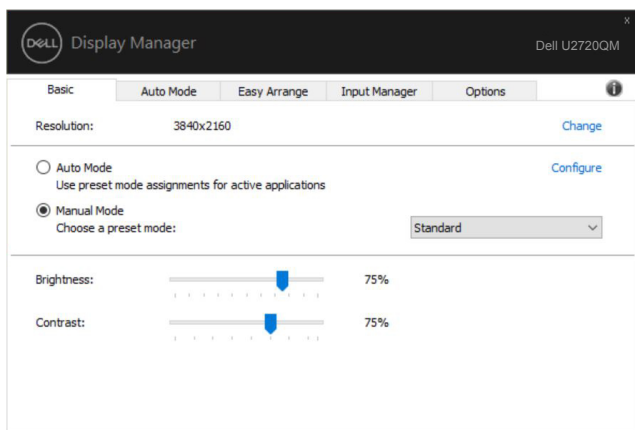 x
DELL Display Manager
Dell U2720QM
Basic Auto Mode Easy Arrange Input Manager Options
Resolution: 3840x2160 Change
Auto Mode Configure
Use preset mode assignments for active applications
Manual Mode
Choose a preset mode: Standard
Brightness: 75%
Contrast: 75%